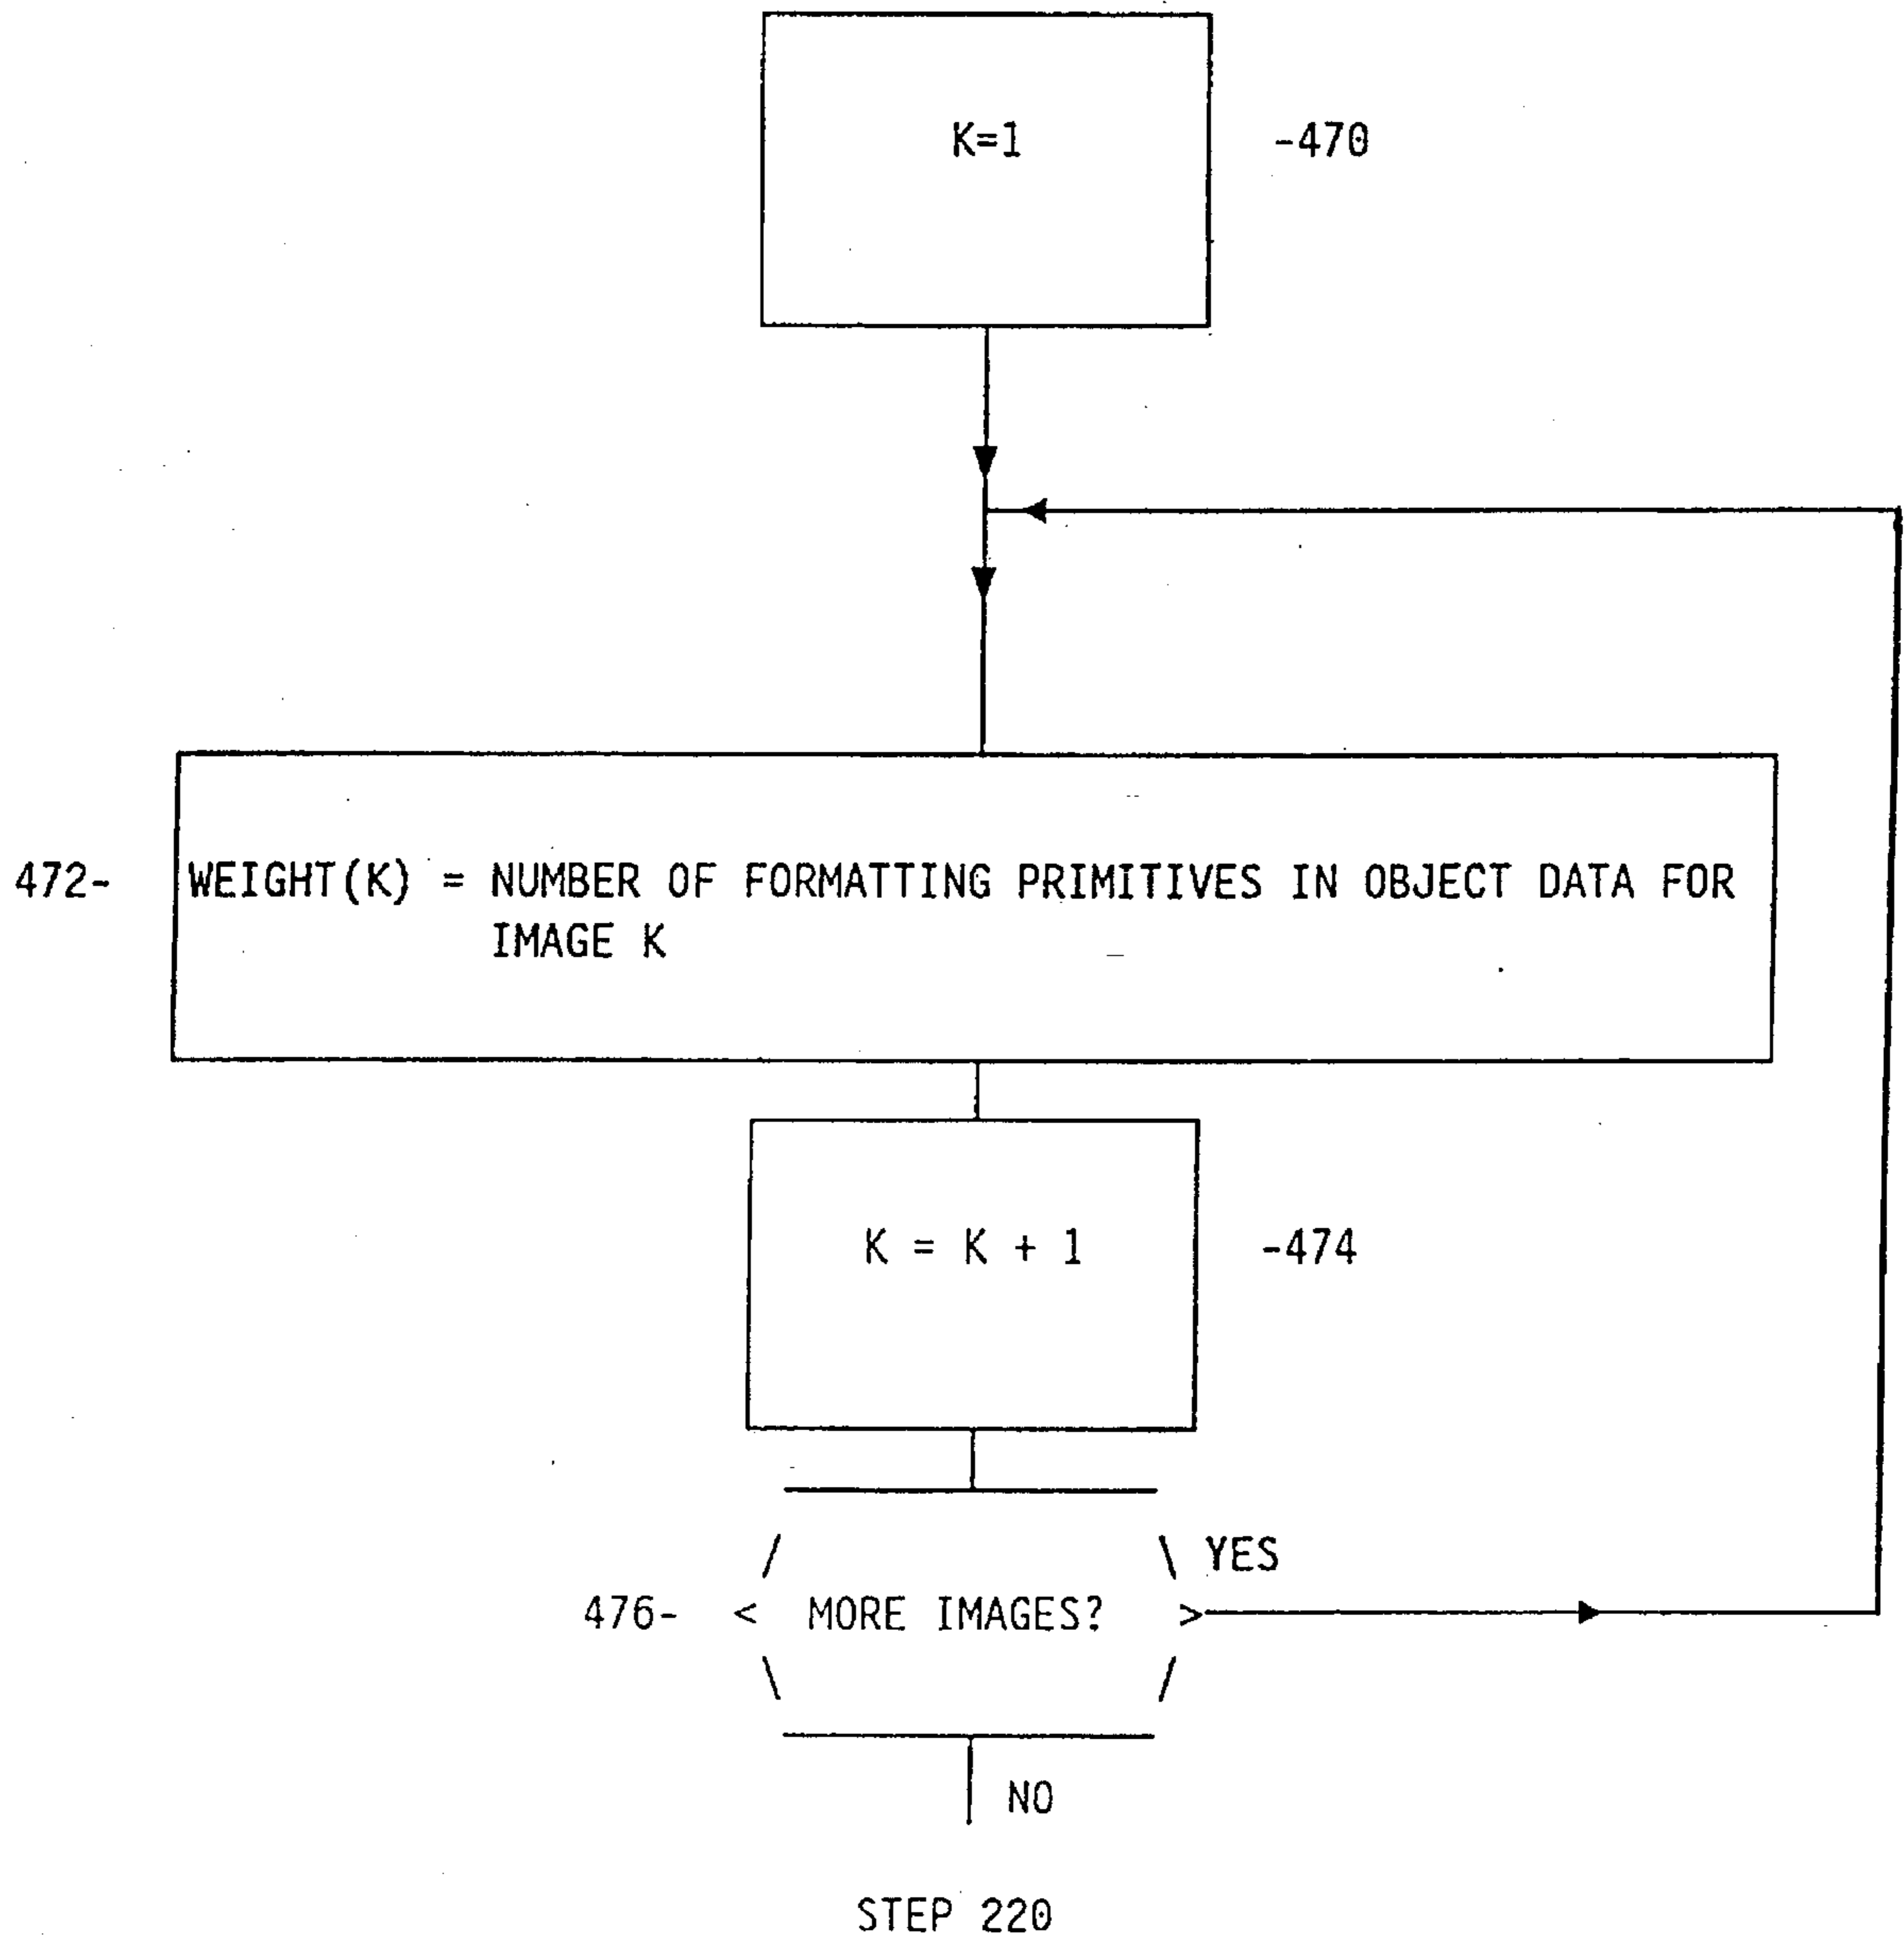 K=1 -470
472- WEIGHT(K) = NUMBER OF FORMATTING PRIMITIVES IN OBJECT DATA FOR
IMAGE K
K = K + 1 -474
YES
476- < MORE IMAGES? >
NO
STEP 220